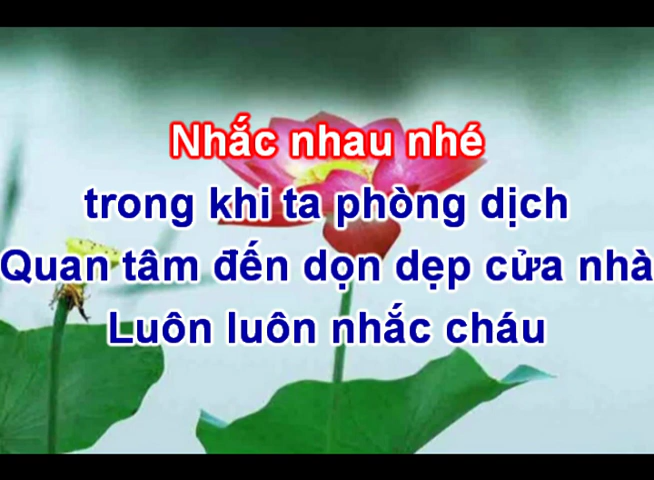 Nhắc nhau nhé
trong khi ta phòng dịch
Quan tâm đến dọn dẹp cửa nhà
Luôn luôn nhắc cháu